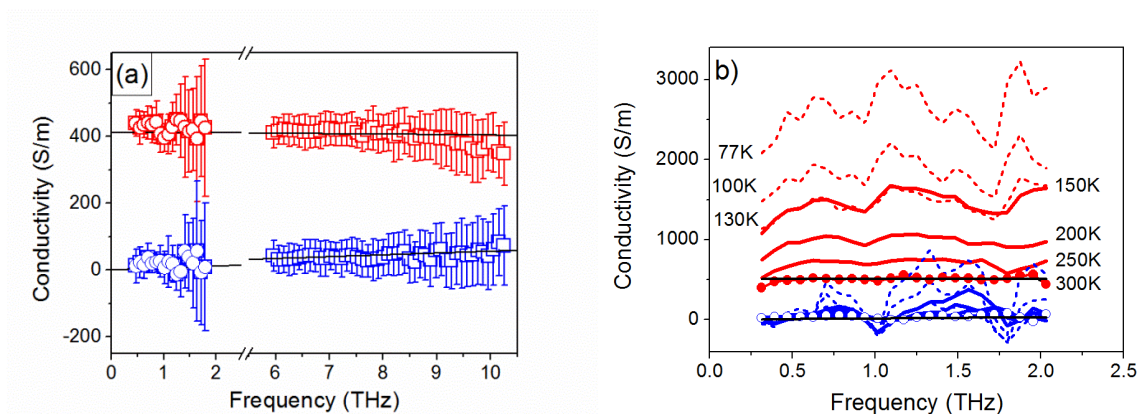 (a)
600
400
200
0
-200
Conductivity (S/m)
0
1
2
6
7
8
9
10
Frequency (THz)
b)
3000
2000
1000
0
Conductivity (S/m)
77K
100K
130K
150K
200K
250K
300K
0.0
0.5
1.0
1.5
2.0
2.5
Frequency (THz)